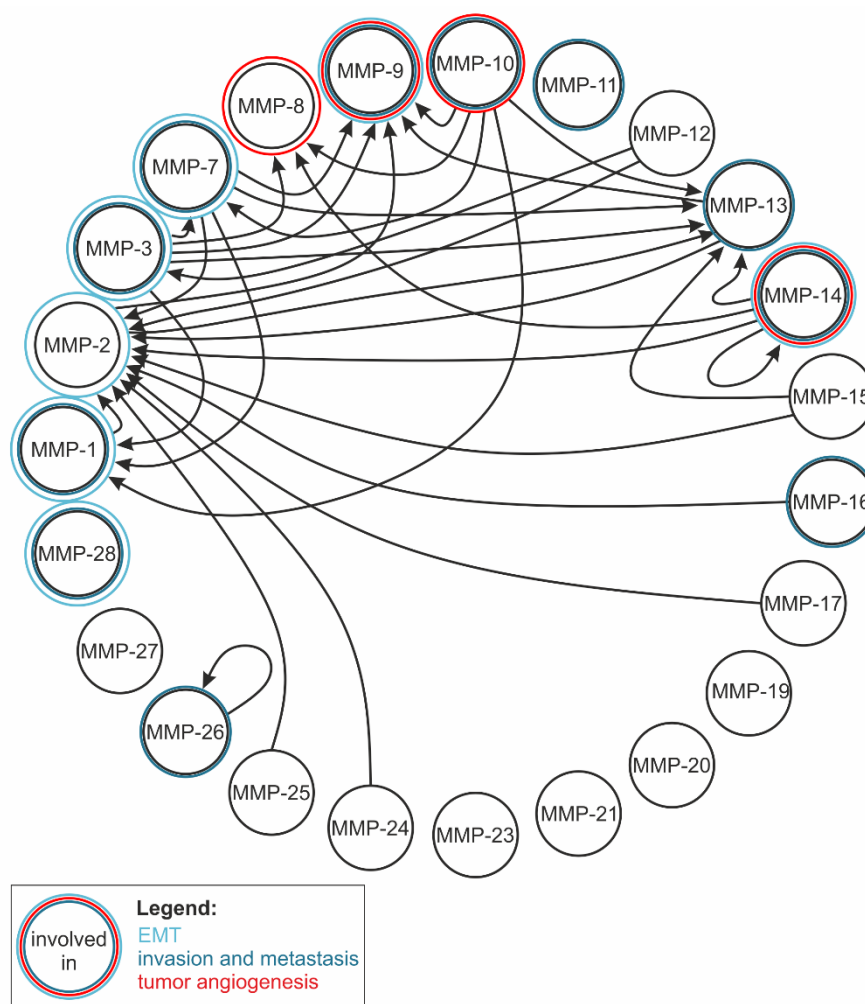 MMP-10
MMP-9
MMP-11
MMP-8
MMP-12
MMP-7
MMP-13
MMP-3
MMP-14
MMP-2
MMP-15
MMP-1
MMP-16
MMP-28
MMP-17
MMP-27
MMP-19
MMP-26
MMP-20
MMP-25
MMP-21
MMP-24
MMP-23
Legend:
involved
in
EMT
invasion and metastasis
tumor angiogenesis